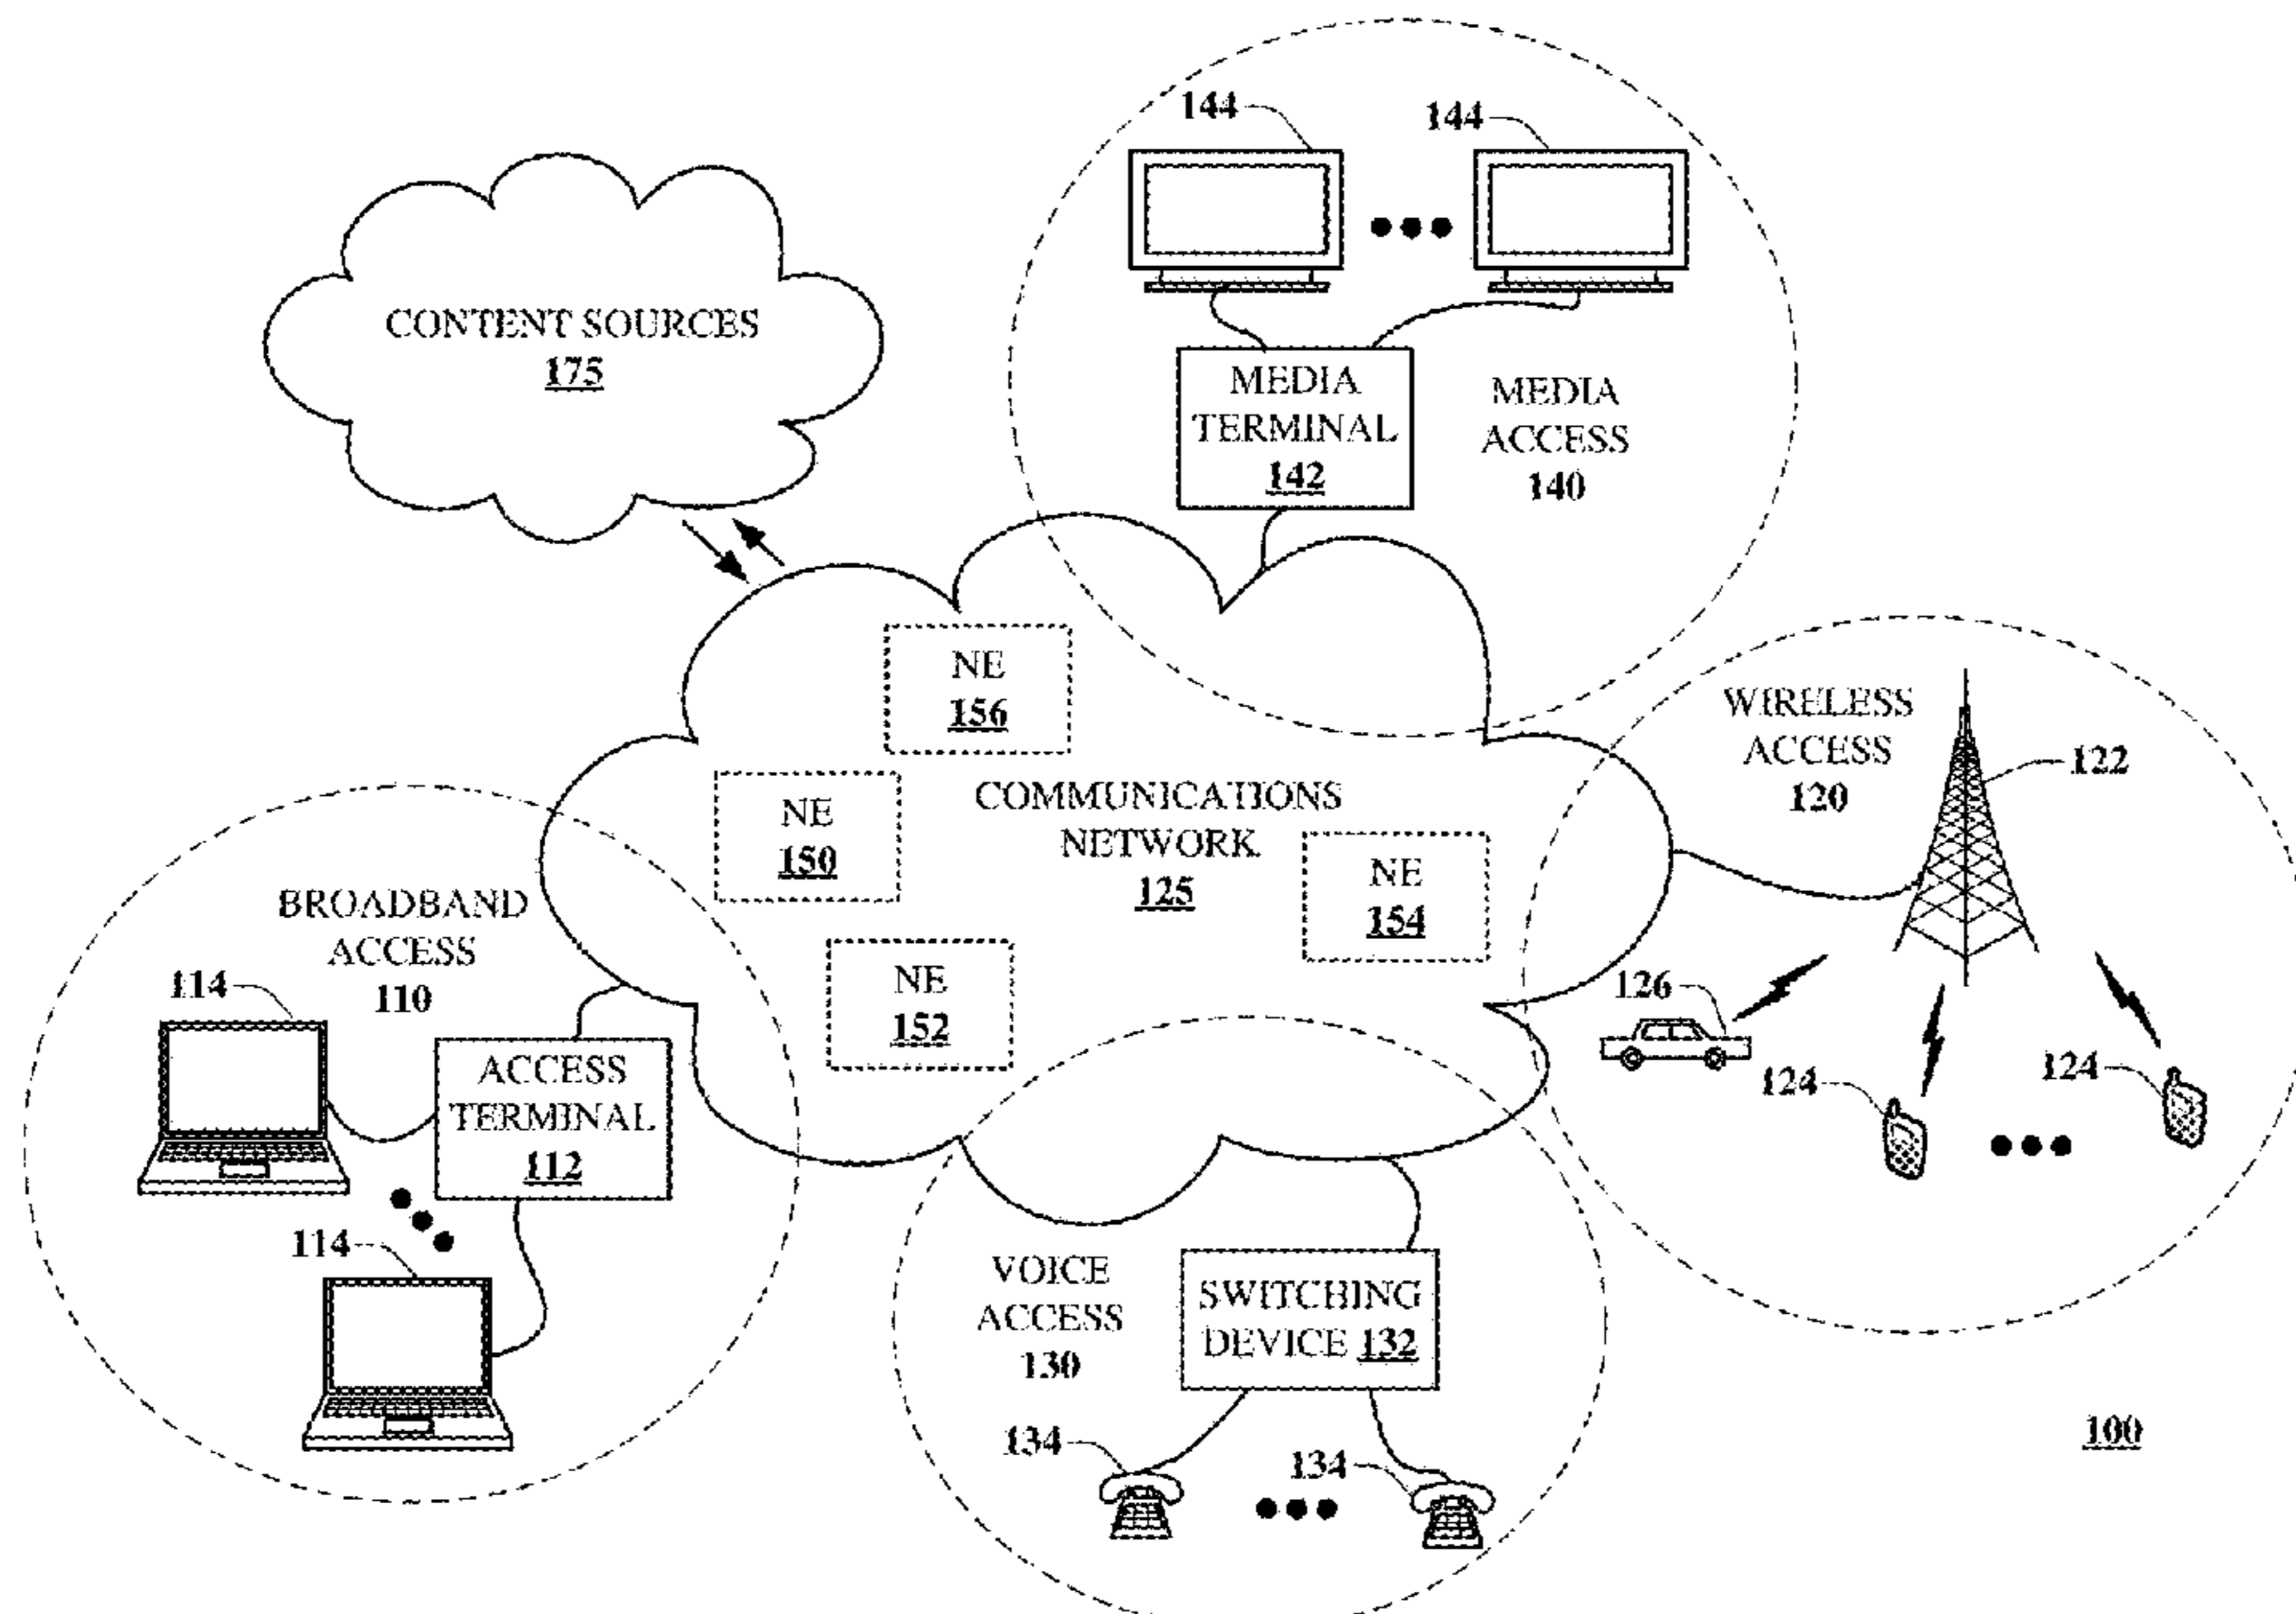 144
144
CONTENT SOURCES
175
MEDIA
TERMINAL
142
MEDIA
ACCESS
140
NE
156
WIRELESS
ACCESS
120
122
NE
150
COMMUNICATIONS
NETWORK
125
NE
154
BROADBAND
ACCESS
110
114
NE
152
126
124
124
ACCESS
TERMINAL
112
114
VOICE
ACCESS
130
SWITCHING
DEVICE 132
134
134
100